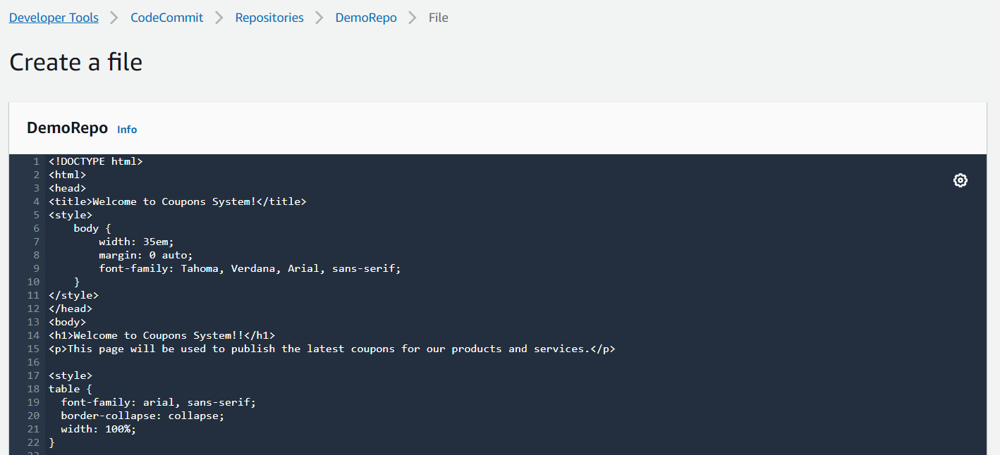 Developer Tools > CodeCommit > Repositories > DemoRepo > File
Create a file
DemoRepo Info
1 <!DOCTYPE html>
2 <html>
3 <head>
4 <title>Welcome to Coupons System!</title>
5 <style>
6     body {
7         width: 35em;
8         margin: 0 auto;
9         font-family: Tahoma, Verdana, Arial, sans-serif;
10     }
11 </style>
12 </head>
13 <body>
14 <h1>Welcome to Coupons System!!</h1>
15 <p>This page will be used to publish the latest coupons for our products and services.</p>
16
17 <style>
18 table {
19   font-family: arial, sans-serif;
20   border-collapse: collapse;
21   width: 100%;
22 }
23